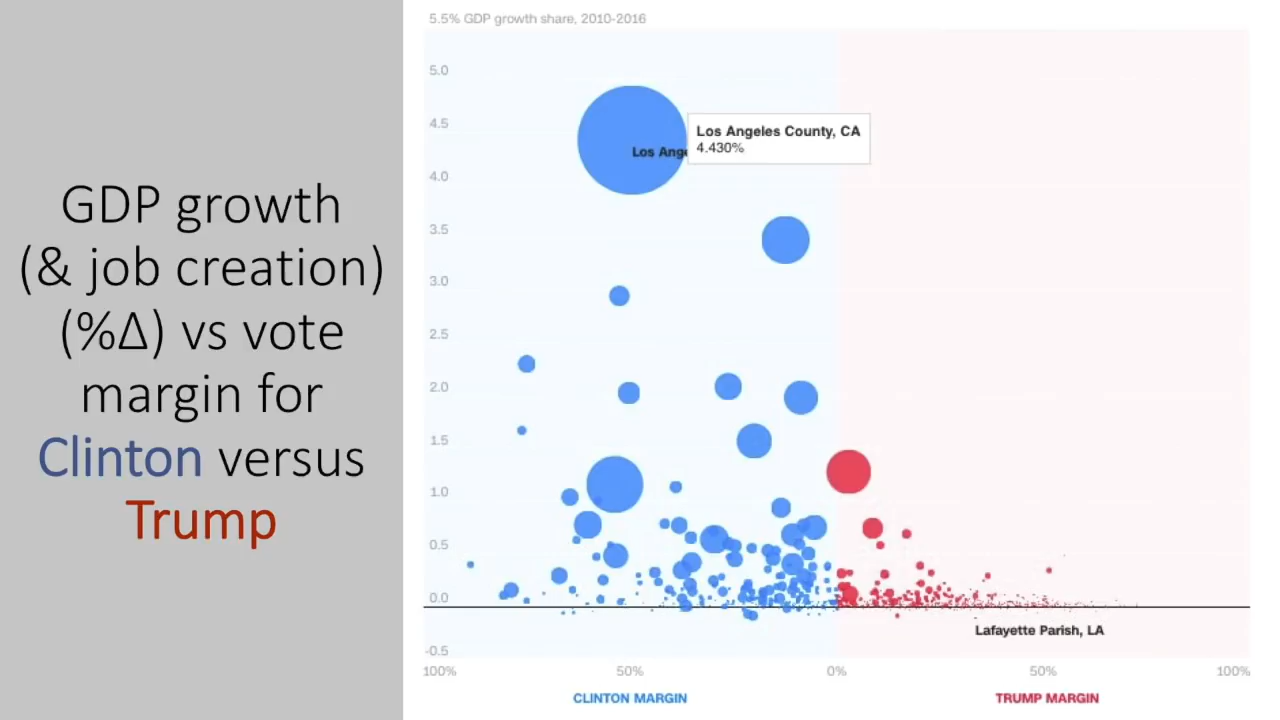 GDP growth
(& job creation)
(%Δ) vs vote
margin for
Clinton versus
Trump
5.5% GDP growth share, 2010-2016
5.0
4.5
4.0
3.5
3.0
2.5
2.0
1.5
1.0
0.5
0.0
-0.5
Los Angeles County, CA
4.430%
Los Ange
Lafayette Parish, LA
100% 50% 0% 50% 100%
CLINTON MARGIN TRUMP MARGIN